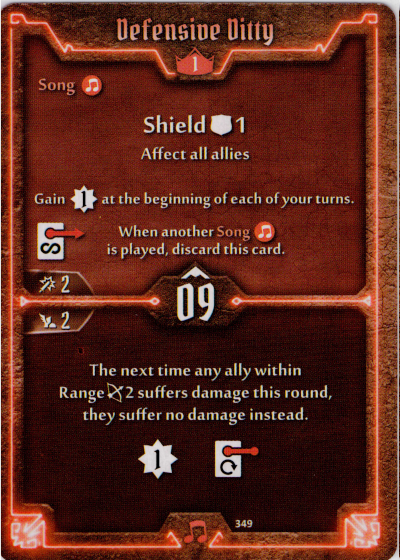 Defensive Ditty
1
Song
Shield 1
Affect all allies
Gain 1 at the beginning of each of your turns.
When another Song
is played, discard this card.
2
09
2
The next time any ally within
Range 2 suffers damage this round,
they suffer no damage instead.
1
349